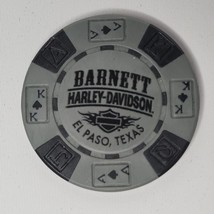 BARNETT
HARLEY-DAVIDSON
EL PASO, TEXAS
A A
K K
A A
K K